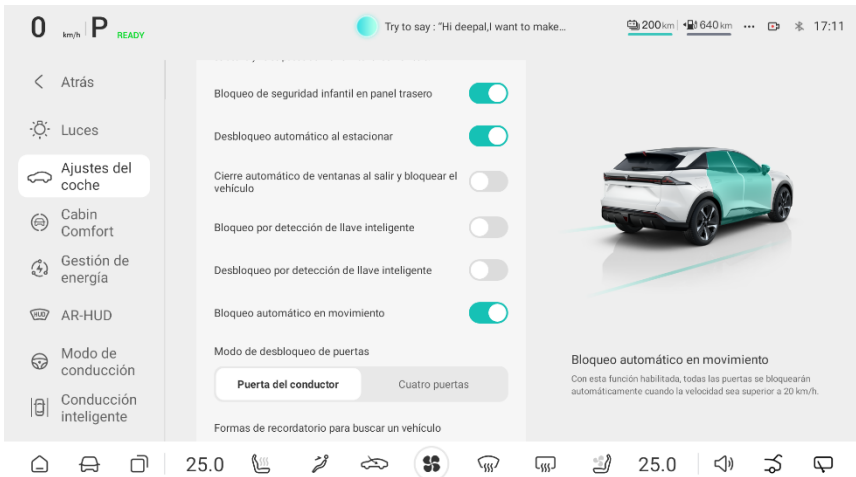 0 km/h P READY
Try to say : "Hi deepal,I want to make...
200km 640km ... 17:11
Atrás
Luces
Ajustes del
coche
Cabin
Comfort
Gestión de
energía
HUD AR-HUD
Modo de
conducción
Conducción
inteligente
Bloqueo de seguridad infantil en panel trasero
Desbloqueo automático al estacionar
Cierre automático de ventanas al salir y bloquear el
vehículo
Bloqueo por detección de llave inteligente
Desbloqueo por detección de llave inteligente
Bloqueo automático en movimiento
Modo de desbloqueo de puertas
Puerta del conductor Cuatro puertas
Formas de recordatorio para buscar un vehículo
Bloqueo automático en movimiento
Con esta función habilitada, todas las puertas se bloquearán
automáticamente cuando la velocidad sea superior a 20 km/h.
25.0 25.0